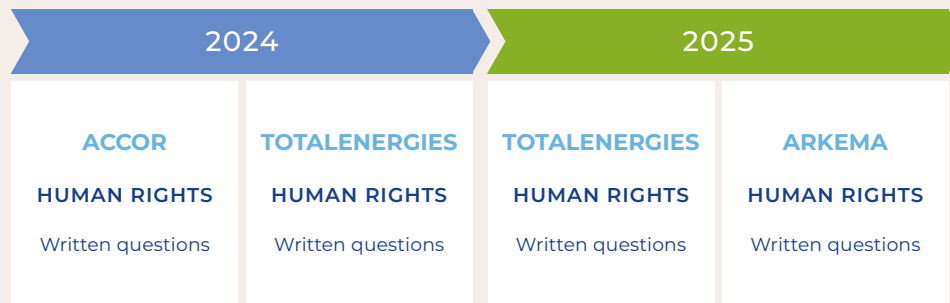 2024
2025
ACCOR
HUMAN RIGHTS
Written questions
TOTALENERGIES
HUMAN RIGHTS
Written questions
TOTALENERGIES
HUMAN RIGHTS
Written questions
ARKEMA
HUMAN RIGHTS
Written questions